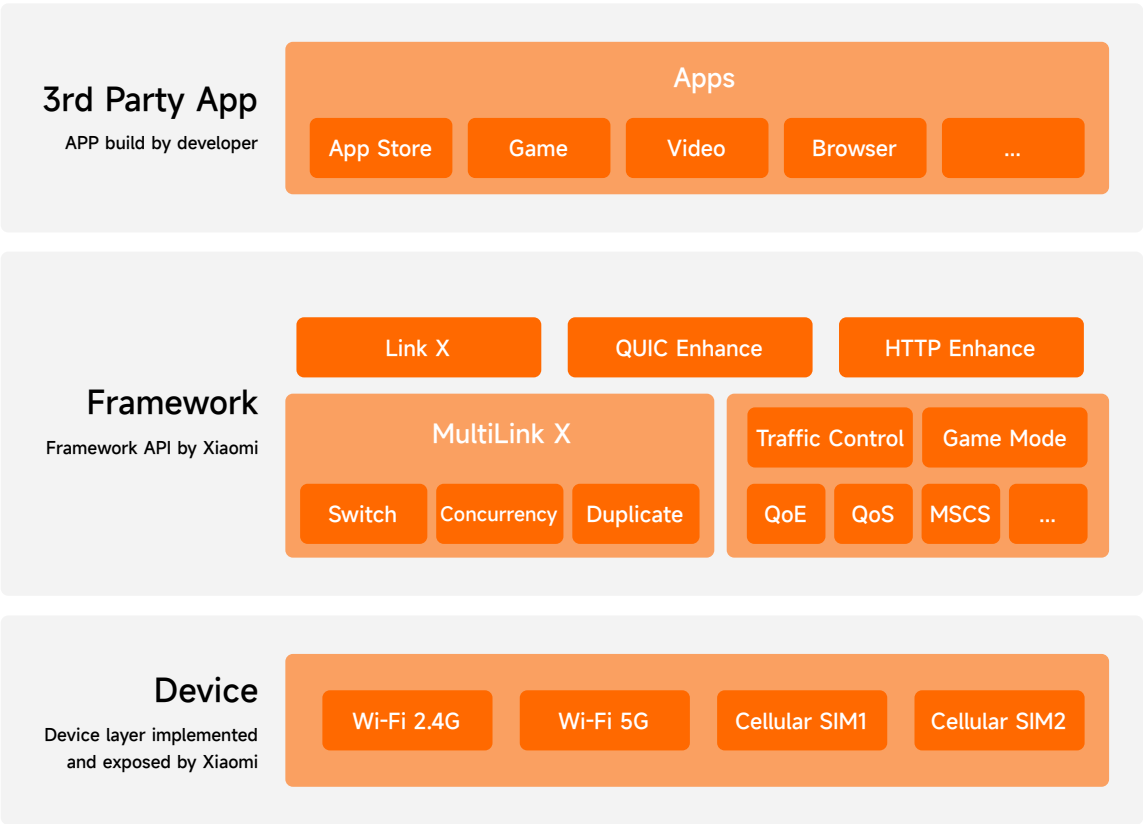 3rd Party App
APP build by developer
Apps
App Store
Game
Video
Browser
...
Framework
Framework API by Xiaomi
Link X
QUIC Enhance
HTTP Enhance
MultiLink X
Switch
Concurrency
Duplicate
Traffic Control
Game Mode
QoE
QoS
MSCS
...
Device
Device layer implemented
and exposed by Xiaomi
Wi-Fi 2.4G
Wi-Fi 5G
Cellular SIM1
Cellular SIM2